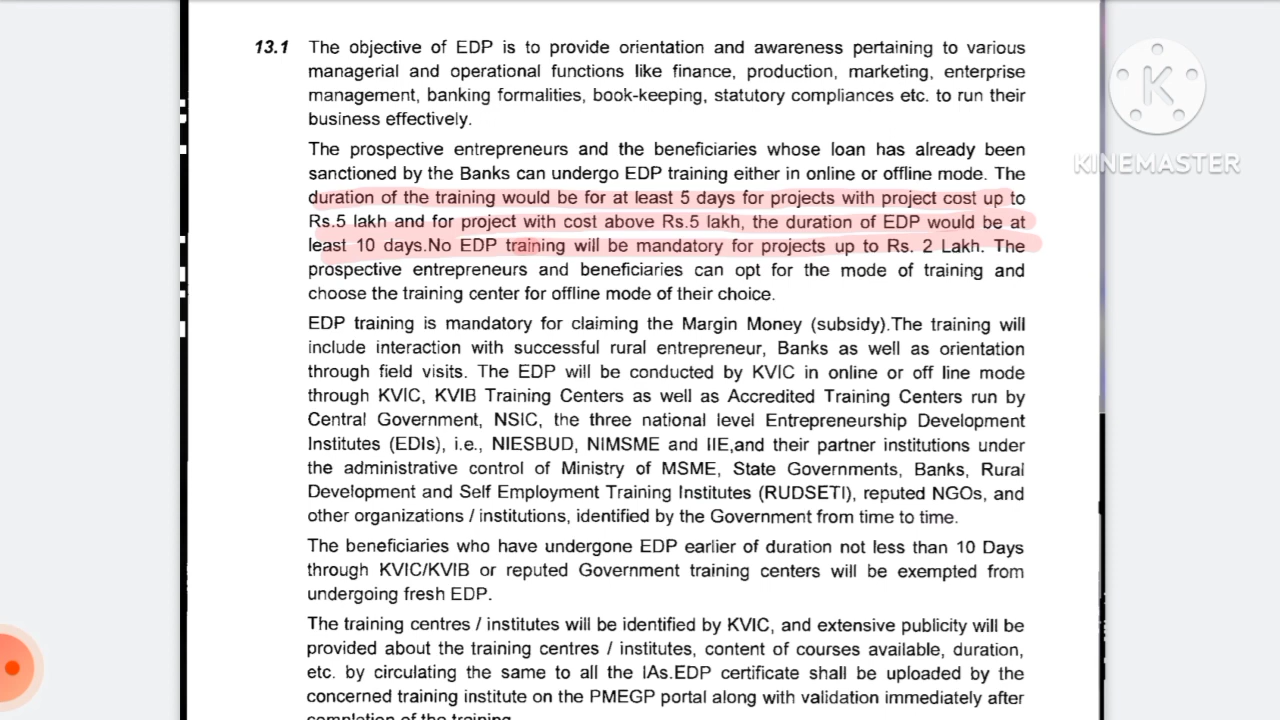 13.1 The objective of EDP is to provide orientation and awareness pertaining to various
managerial and operational functions like finance, production, marketing, enterprise
management, banking formalities, book-keeping, statutory compliances etc. to run their
business effectively.
The prospective entrepreneurs and the beneficiaries whose loan has already been
sanctioned by the Banks can undergo EDP training either in online or offline mode. The
duration of the training would be for at least 5 days for projects with project cost up to
Rs.5 lakh and for project with cost above Rs.5 lakh, the duration of EDP would be at
least 10 days.No EDP training will be mandatory for projects up to Rs. 2 Lakh. The
prospective entrepreneurs and beneficiaries can opt for the mode of training and
choose the training center for offline mode of their choice.
EDP training is mandatory for claiming the Margin Money (subsidy).The training will
include interaction with successful rural entrepreneur, Banks as well as orientation
through field visits. The EDP will be conducted by KVIC in online or off line mode
through KVIC, KVIB Training Centers as well as Accredited Training Centers run by
Central Government, NSIC, the three national level Entrepreneurship Development
Institutes (EDIs), i.e., NIESBUD, NIMSME and IIE,and their partner institutions under
the administrative control of Ministry of MSME, State Governments, Banks, Rural
Development and Self Employment Training Institutes (RUDSETI), reputed NGOs, and
other organizations / institutions, identified by the Government from time to time.
The beneficiaries who have undergone EDP earlier of duration not less than 10 Days
through KVIC/KVIB or reputed Government training centers will be exempted from
undergoing fresh EDP.
The training centres / institutes will be identified by KVIC, and extensive publicity will be
provided about the training centres / institutes, content of courses available, duration,
etc. by circulating the same to all the IAs.EDP certificate shall be uploaded by the
concerned training institute on the PMEGP portal along with validation immediately after
completion of the training.
K
KINEMASTER